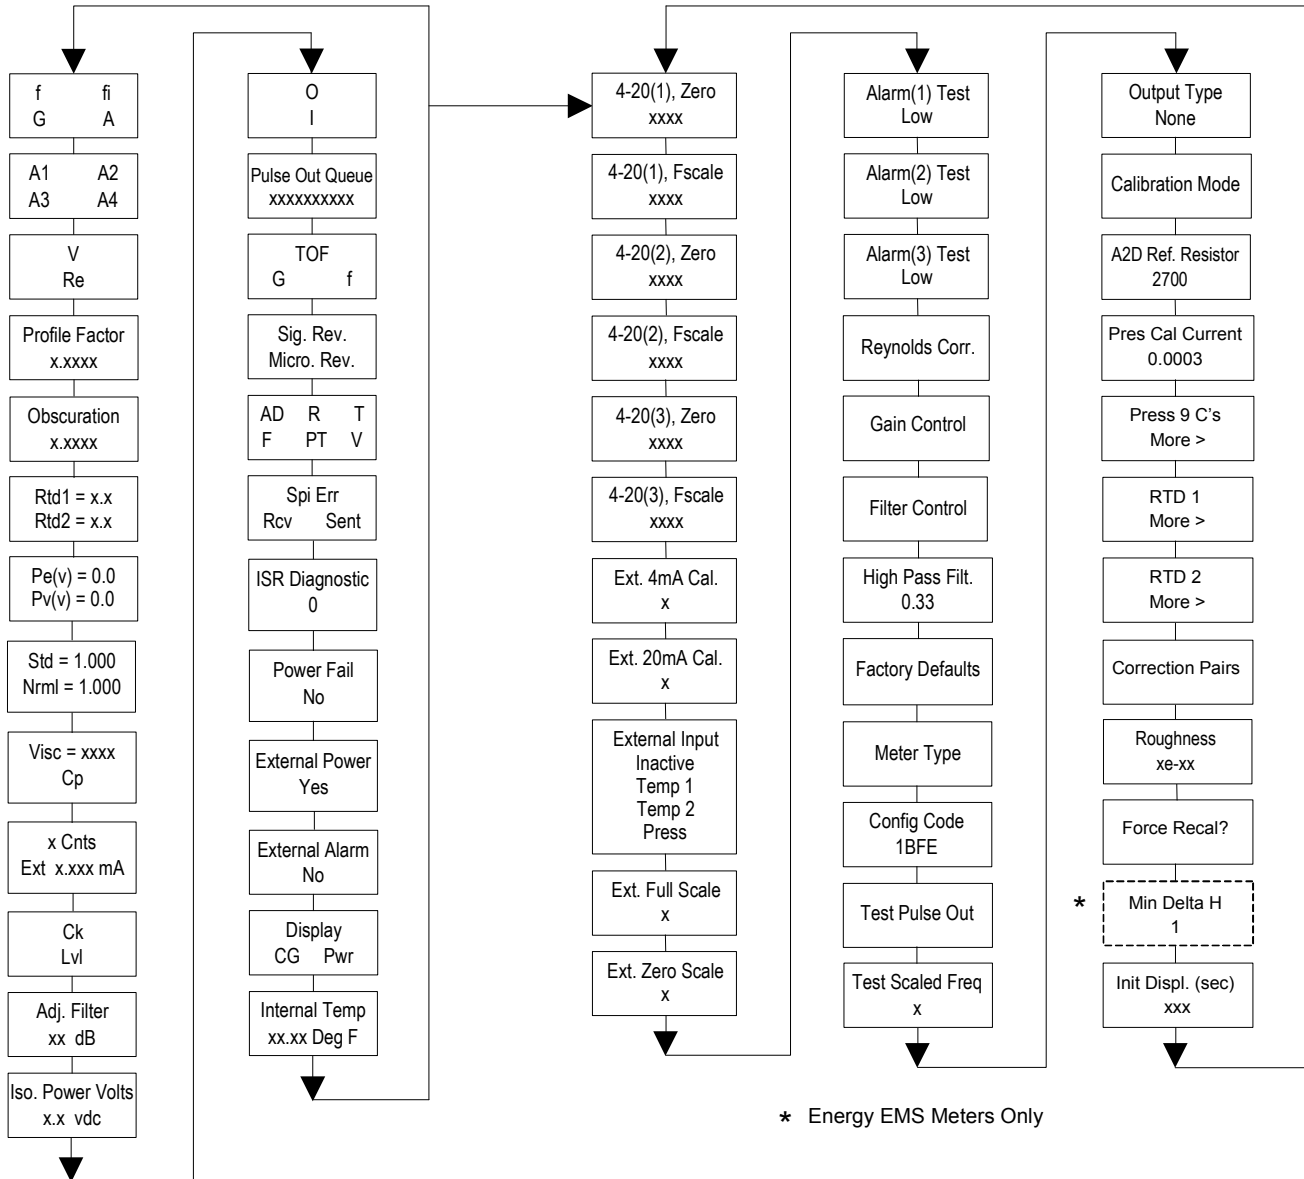 f fi
G A
A1 A2
A3 A4
V
Re
Profile Factor
x.xxxx
Obscuration
x.xxxx
Rtd1 = x.x
Rtd2 = x.x
Pe(v) = 0.0
Pv(v) = 0.0
Std = 1.000
Nrml = 1.000
Visc = xxxx
Cp
x Cnts
Ext x.xxx mA
Ck
Lvl
Adj. Filter
xx dB
Iso. Power Volts
x.x vdc
O
I
Pulse Out Queue
xxxxxxxxxx
TOF
G f
Sig. Rev.
Micro. Rev.
AD R T
F PT V
Spi Err
Rcv Sent
ISR Diagnostic
0
Power Fail
No
External Power
Yes
External Alarm
No
Display
CG Pwr
Internal Temp
xx.xx Deg F
4-20(1), Zero
xxxx
4-20(1), Fscale
xxxx
4-20(2), Zero
xxxx
4-20(2), Fscale
xxxx
4-20(3), Zero
xxxx
4-20(3), Fscale
xxxx
Ext. 4mA Cal.
x
Ext. 20mA Cal.
x
External Input
Inactive
Temp 1
Temp 2
Press
Ext. Full Scale
x
Ext. Zero Scale
x
Alarm(1) Test
Low
Alarm(2) Test
Low
Alarm(3) Test
Low
Reynolds Corr.
Gain Control
Filter Control
High Pass Filt.
0.33
Factory Defaults
Meter Type
Config Code
1BFE
Test Pulse Out
Test Scaled Freq
x
Output Type
None
Calibration Mode
A2D Ref. Resistor
2700
Pres Cal Current
0.0003
Press 9 C's
More >
RTD 1
More >
RTD 2
More >
Correction Pairs
Roughness
xe-xx
Force Recal?
* Min Delta H
1
Init Displ. (sec)
xxx
* Energy EMS Meters Only